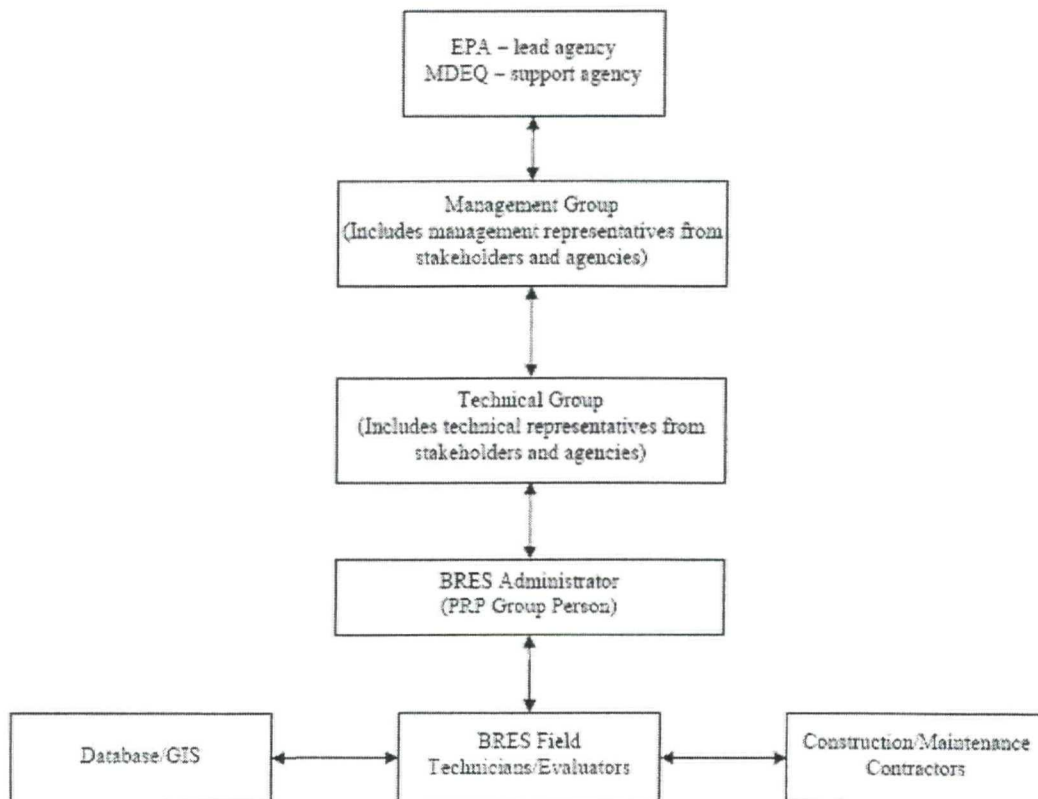 EPA – lead agency
MDEQ – support agency
Management Group
(Includes management representatives from
stakeholders and agencies)
Technical Group
(Includes technical representatives from
stakeholders and agencies)
BRES Administrator
(PRP Group Person)
Database/GIS
BRES Field
Technicians/Evaluators
Construction/Maintenance
Contractors